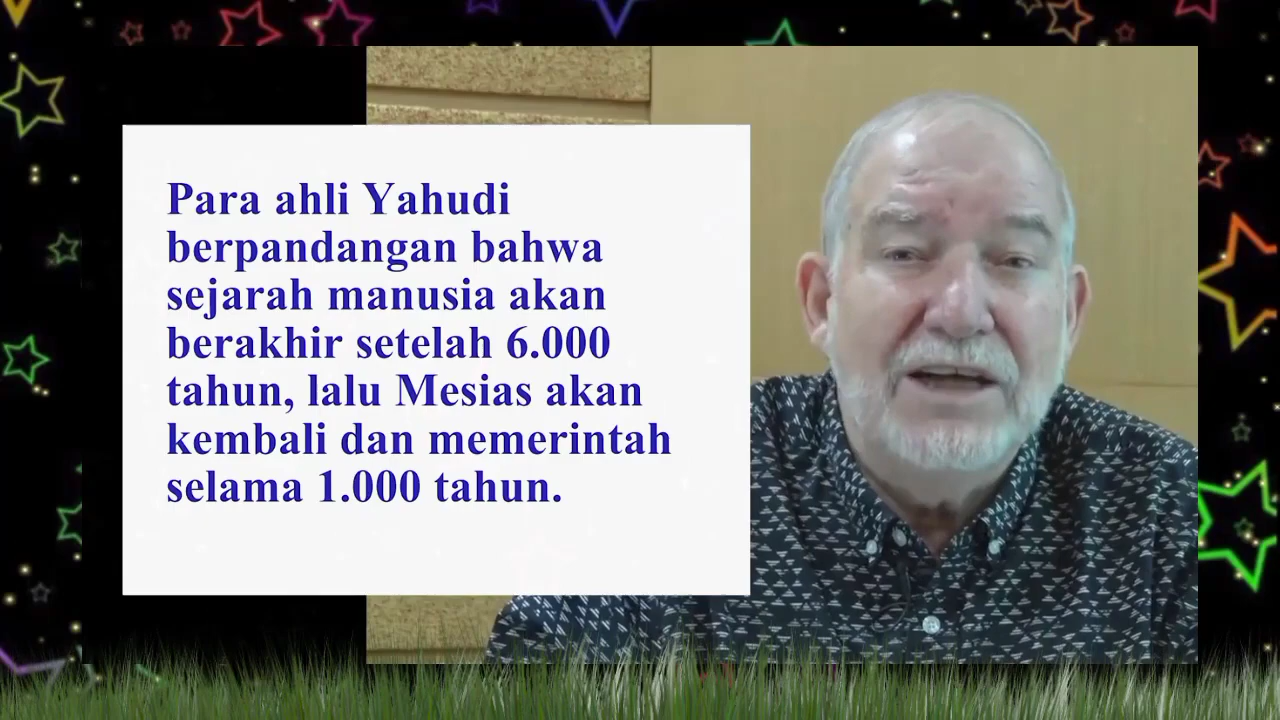 Para ahli Yahudi
berpandangan bahwa
sejarah manusia akan
berakhir setelah 6.000
tahun, lalu Mesias akan
kembali dan memerintah
selama 1.000 tahun.